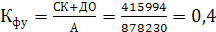 Кфу = СК+ДО/А = 415994/878230 = 0,4